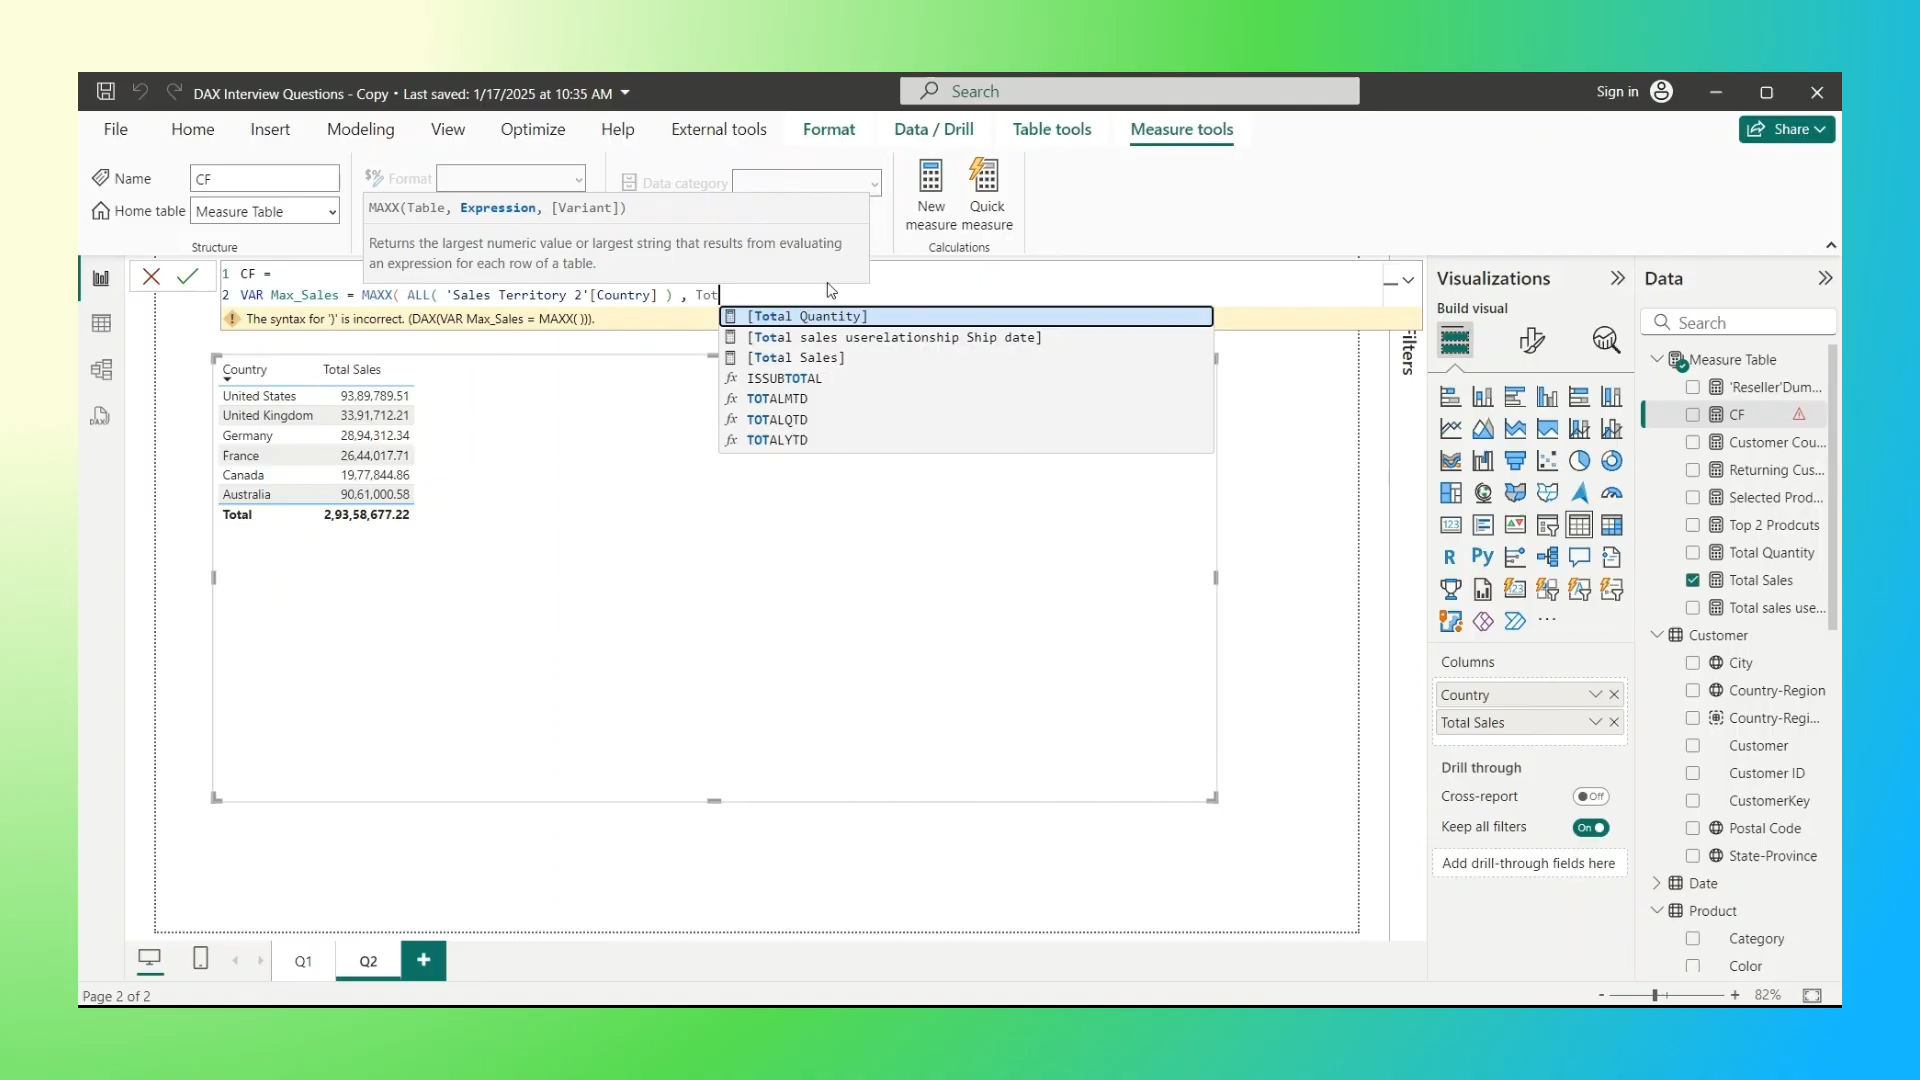 DAX Interview Questions - Copy • Last saved: 1/17/2025 at 10:35 AM
Search
Sign in
File Home Insert Modeling View Optimize Help External tools Format Data / Drill Table tools Measure tools
Share
Name CF
Home table Measure Table
Structure
Format
Data category
New measure
Quick measure
Calculations
MAXX(Table, Expression, [Variant])
Returns the largest numeric value or largest string that results from evaluating
an expression for each row of a table.
1 CF =
2 VAR Max_Sales = MAXX( ALL( 'Sales Territory 2'[Country] ) , Tot
The syntax for ')' is incorrect. (DAX(VAR Max_Sales = MAXX( ))).
[Total Quantity]
[Total sales userelationship Ship date]
[Total Sales]
fx ISSUBTOTAL
fx TOTALMTD
fx TOTALQTD
fx TOTALYTD
Country Total Sales
United States 93,89,789.51
United Kingdom 33,91,712.21
Germany 28,94,312.34
France 26,44,017.71
Canada 19,77,844.86
Australia 90,61,000.58
Total 2,93,58,677.22
Filters
Visualizations
Build visual
123
R Py
123
Columns
Country
Total Sales
Drill through
Cross-report Off
Keep all filters On
Add drill-through fields here
Data
Search
Measure Table
'Reseller'Dum...
CF
Customer Cou...
Returning Cus...
Selected Prod...
Top 2 Prodcuts
Total Quantity
Total Sales
Total sales use...
Customer
City
Country-Region
Country-Regi...
Customer
Customer ID
CustomerKey
Postal Code
State-Province
Date
Product
Category
Color
DAX
Q1 Q2 +
Page 2 of 2
- + 82%